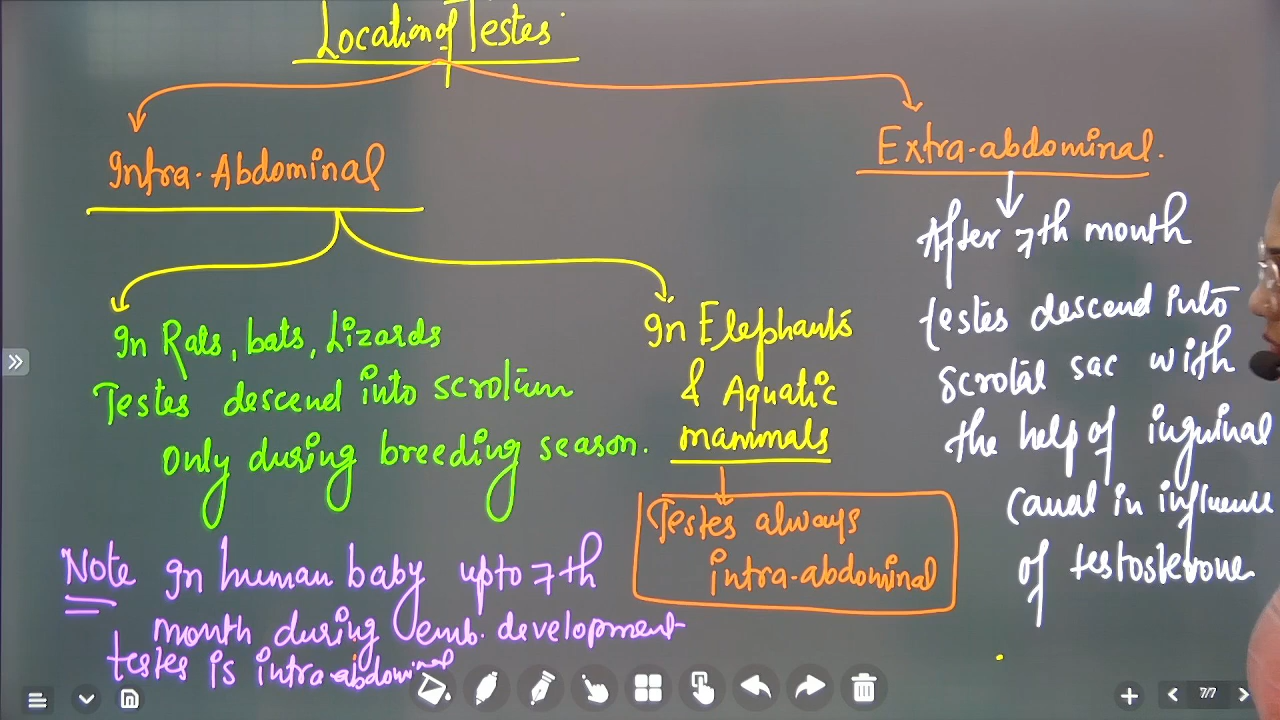 Location of Testes
Intra-Abdominal
Extra-abdominal.
In Rats, bats, Lizards
Testes descend into scrotum
only during breeding season.
In Elephants
& Aquatic
mammals
Testes always
intra-abdominal
After 7th month
testes descend into
scrotal sac with
the help of inguinal
canal in influence
of testosterone
Note In human baby upto 7th
month during emb. development
testes is intra-abdominal
7/7